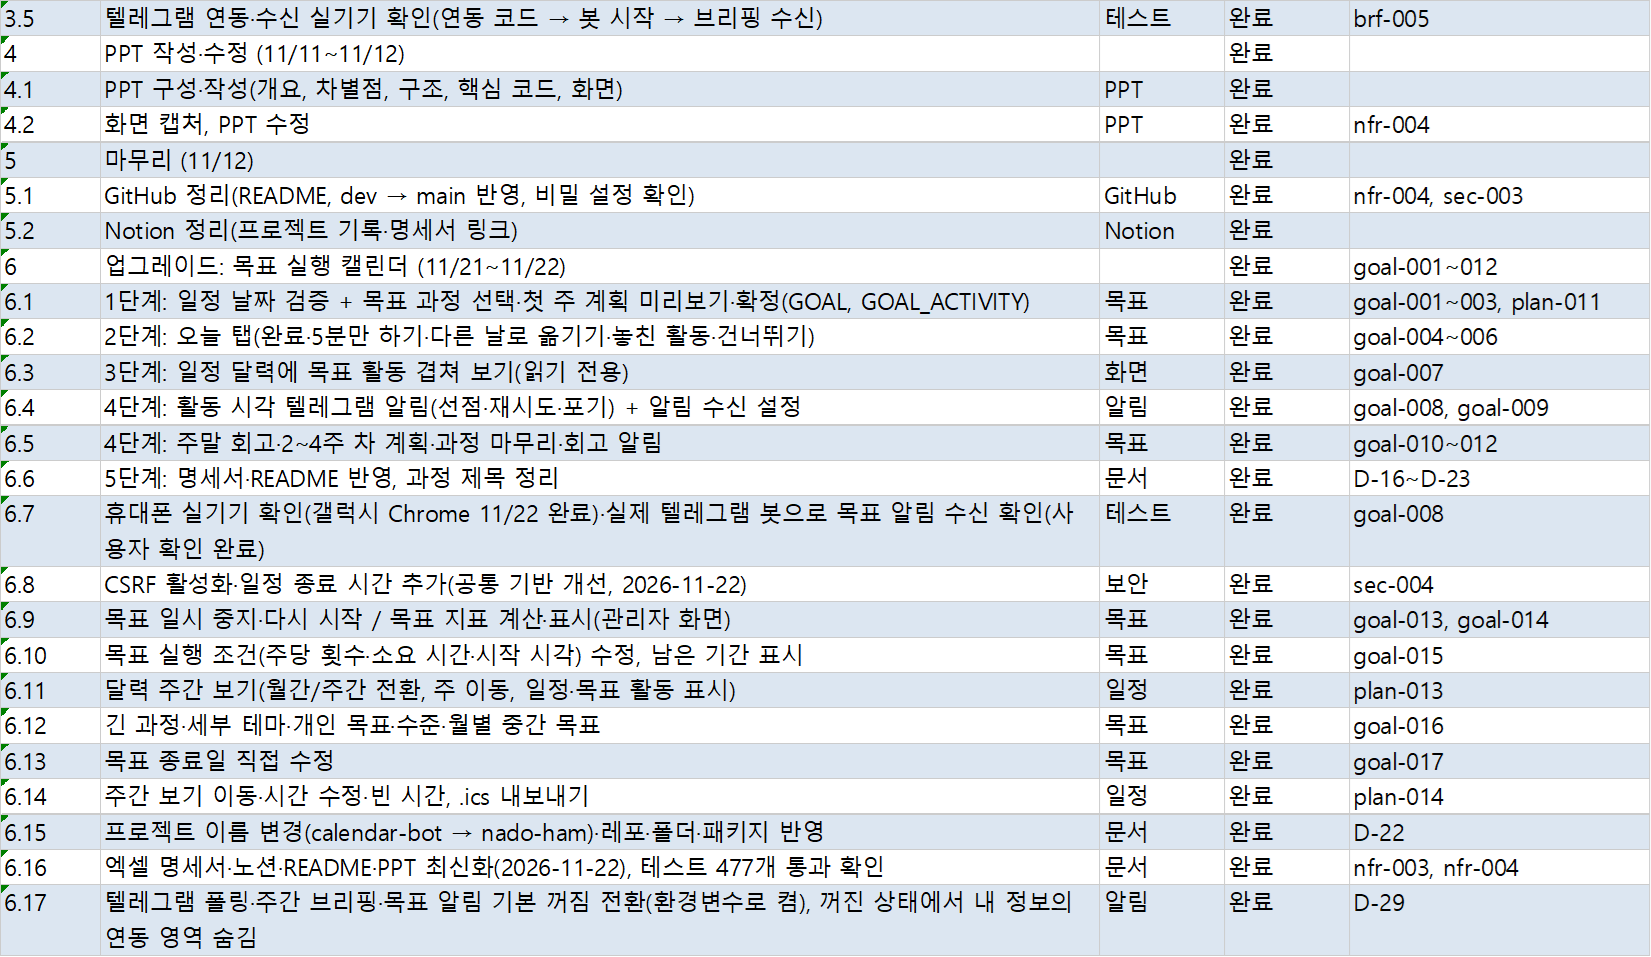 3.5 텔레그램 연동·수신 실기기 확인(연동 코드 → 봇 시작 → 브리핑 수신) 테스트 완료 brf-005
4 PPT 작성·수정 (11/11~11/12) 완료
4.1 PPT 구성·작성(개요, 차별점, 구조, 핵심 코드, 화면) PPT 완료
4.2 화면 캡처, PPT 수정 PPT 완료 nfr-004
5 마무리 (11/12) 완료
5.1 GitHub 정리(README, dev → main 반영, 비밀 설정 확인) GitHub 완료 nfr-004, sec-003
5.2 Notion 정리(프로젝트 기록·명세서 링크) Notion 완료
6 업그레이드: 목표 실행 캘린더 (11/21~11/22) 완료 goal-001~012
6.1 1단계: 일정 날짜 검증 + 목표 과정 선택·첫 주 계획 미리보기·확정(GOAL, GOAL_ACTIVITY) 목표 완료 goal-001~003, plan-011
6.2 2단계: 오늘 탭(완료·5분만 하기·다른 날로 옮기기·놓친 활동·건너뛰기) 목표 완료 goal-004~006
6.3 3단계: 일정 달력에 목표 활동 겹쳐 보기(읽기 전용) 화면 완료 goal-007
6.4 4단계: 활동 시각 텔레그램 알림(선점·재시도·포기) + 알림 수신 설정 알림 완료 goal-008, goal-009
6.5 4단계: 주말 회고·2~4주 차 계획·과정 마무리·회고 알림 목표 완료 goal-010~012
6.6 5단계: 명세서·README 반영, 과정 제목 정리 문서 완료 D-16~D-23
6.7 휴대폰 실기기 확인(갤럭시 Chrome 11/22 완료)·실제 텔레그램 봇으로 목표 알림 수신 확인(사 테스트 완료 goal-008
용자 확인 완료)
6.8 CSRF 활성화·일정 종료 시간 추가(공통 기반 개선, 2026-11-22) 보안 완료 sec-004
6.9 목표 일시 중지·다시 시작 / 목표 지표 계산·표시(관리자 화면) 목표 완료 goal-013, goal-014
6.10 목표 실행 조건(주당 횟수·소요 시간·시작 시각) 수정, 남은 기간 표시 목표 완료 goal-015
6.11 달력 주간 보기(월간/주간 전환, 주 이동, 일정·목표 활동 표시) 일정 완료 plan-013
6.12 긴 과정·세부 테마·개인 목표·수준·월별 중간 목표 목표 완료 goal-016
6.13 목표 종료일 직접 수정 목표 완료 goal-017
6.14 주간 보기 이동·시간 수정·빈 시간, .ics 내보내기 일정 완료 plan-014
6.15 프로젝트 이름 변경(calendar-bot → nado-ham)·레포·폴더·패키지 반영 문서 완료 D-22
6.16 엑셀 명세서·노션·README·PPT 최신화(2026-11-22), 테스트 477개 통과 확인 문서 완료 nfr-003, nfr-004
6.17 텔레그램 폴링·주간 브리핑·목표 알림 기본 꺼짐 전환(환경변수로 켬), 꺼진 상태에서 내 정보의 알림 완료 D-29
연동 영역 숨김